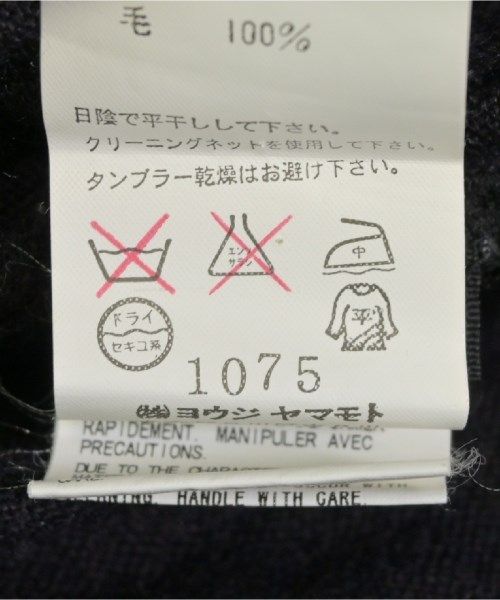 毛 100%
日陰で平干しして下さい。
クリーニングネットを使用して下さい。
タンブラー乾燥はお避け下さい。
エンソ
サラシ
中
ドライ
セキユ系
平
1075
(株)ヨウジ ヤマモト
RAPIDEMENT. MANIPULER AVEC
PRECAUTIONS.
DUE TO THE CHARACTE
HANDLE WITH CARE.